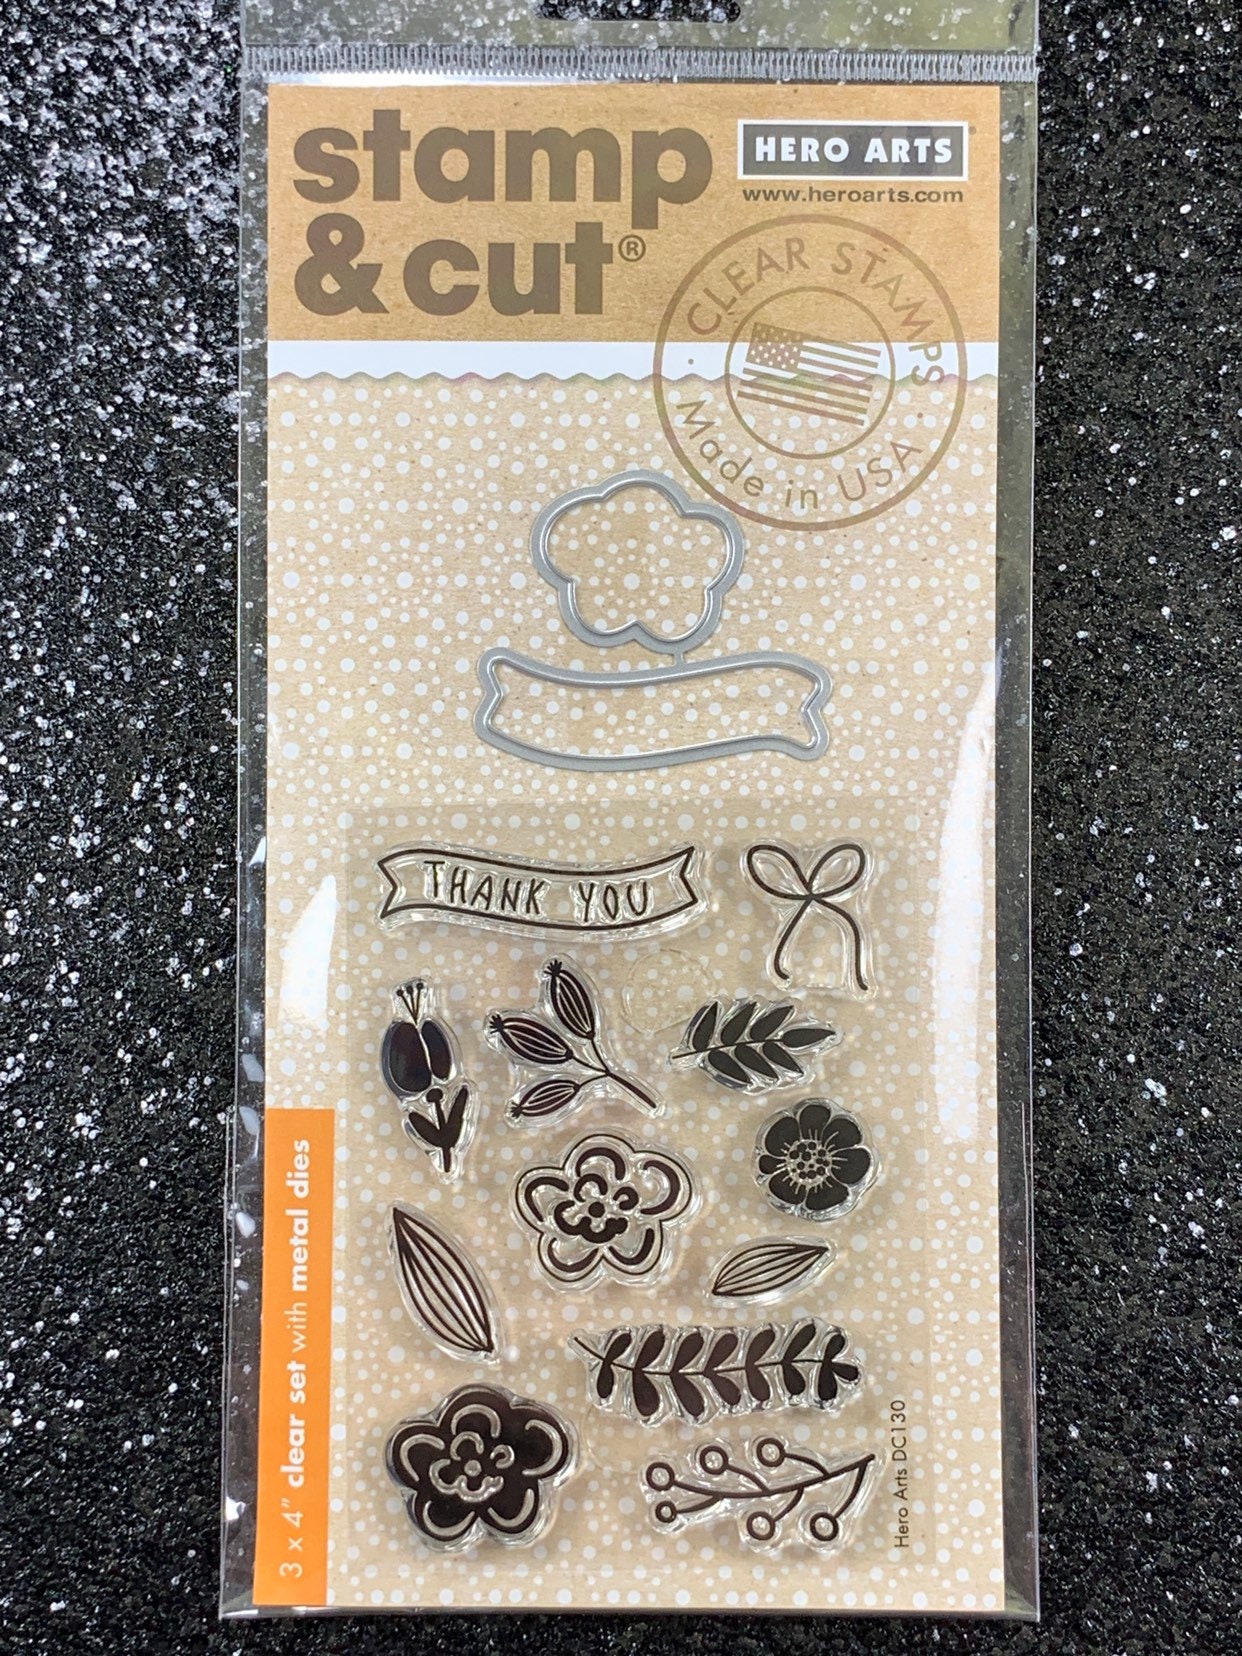 stamp
& cut®
HERO ARTS
www.heroarts.com
· CLEAR STAMPS ·
Made in USA
THANK YOU
3 x 4" clear set with metal dies
Hero Arts DC130